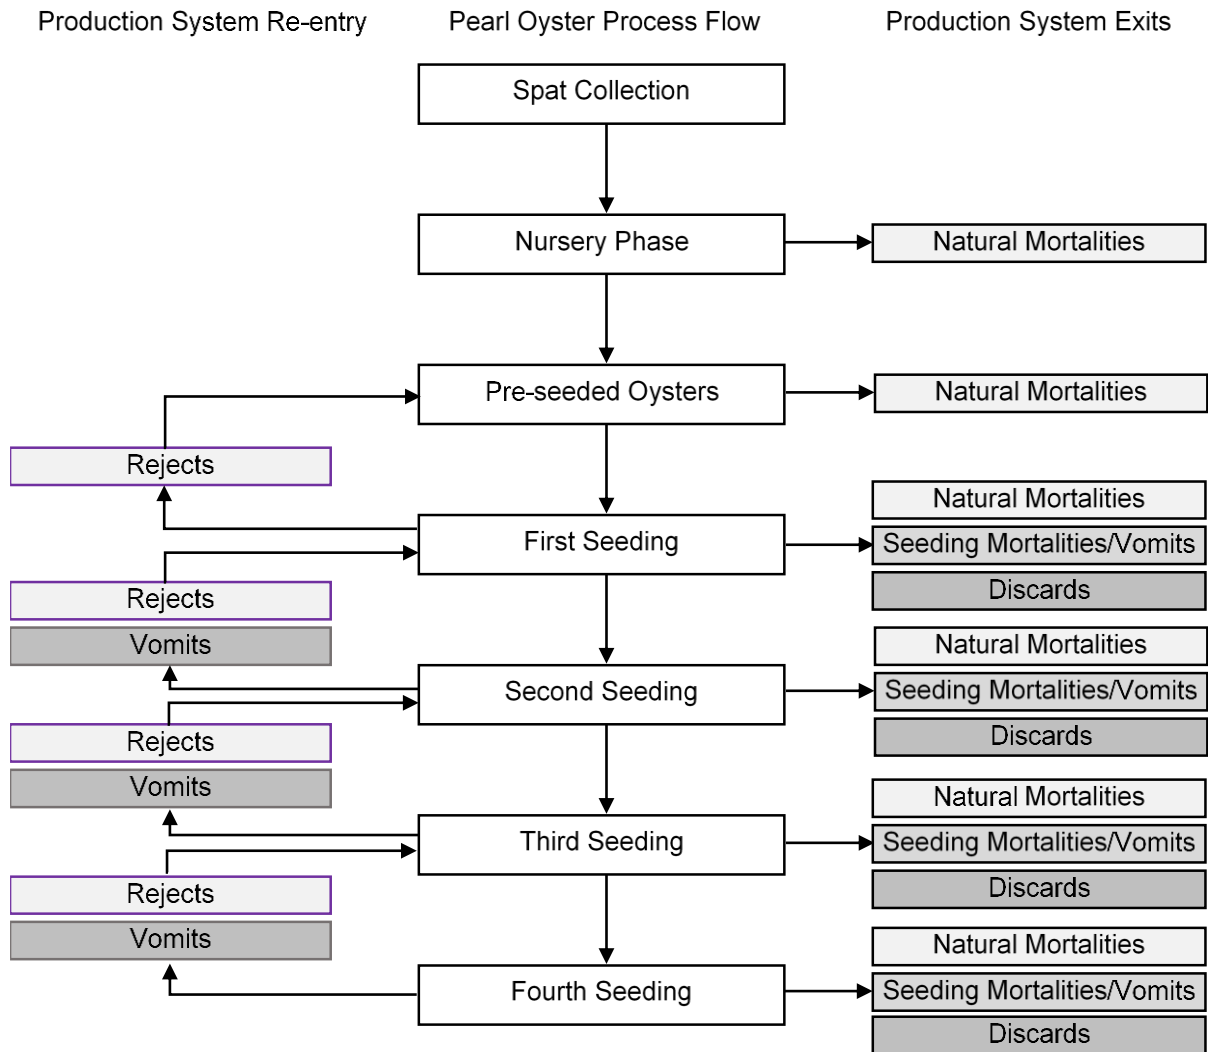 Production System Re-entry
Pearl Oyster Process Flow
Production System Exits
Spat Collection
Nursery Phase
Natural Mortalities
Pre-seeded Oysters
Natural Mortalities
Rejects
Natural Mortalities
First Seeding
Seeding Mortalities/Vomits
Discards
Rejects
Vomits
Natural Mortalities
Second Seeding
Seeding Mortalities/Vomits
Discards
Rejects
Vomits
Natural Mortalities
Third Seeding
Seeding Mortalities/Vomits
Discards
Rejects
Vomits
Natural Mortalities
Fourth Seeding
Seeding Mortalities/Vomits
Discards